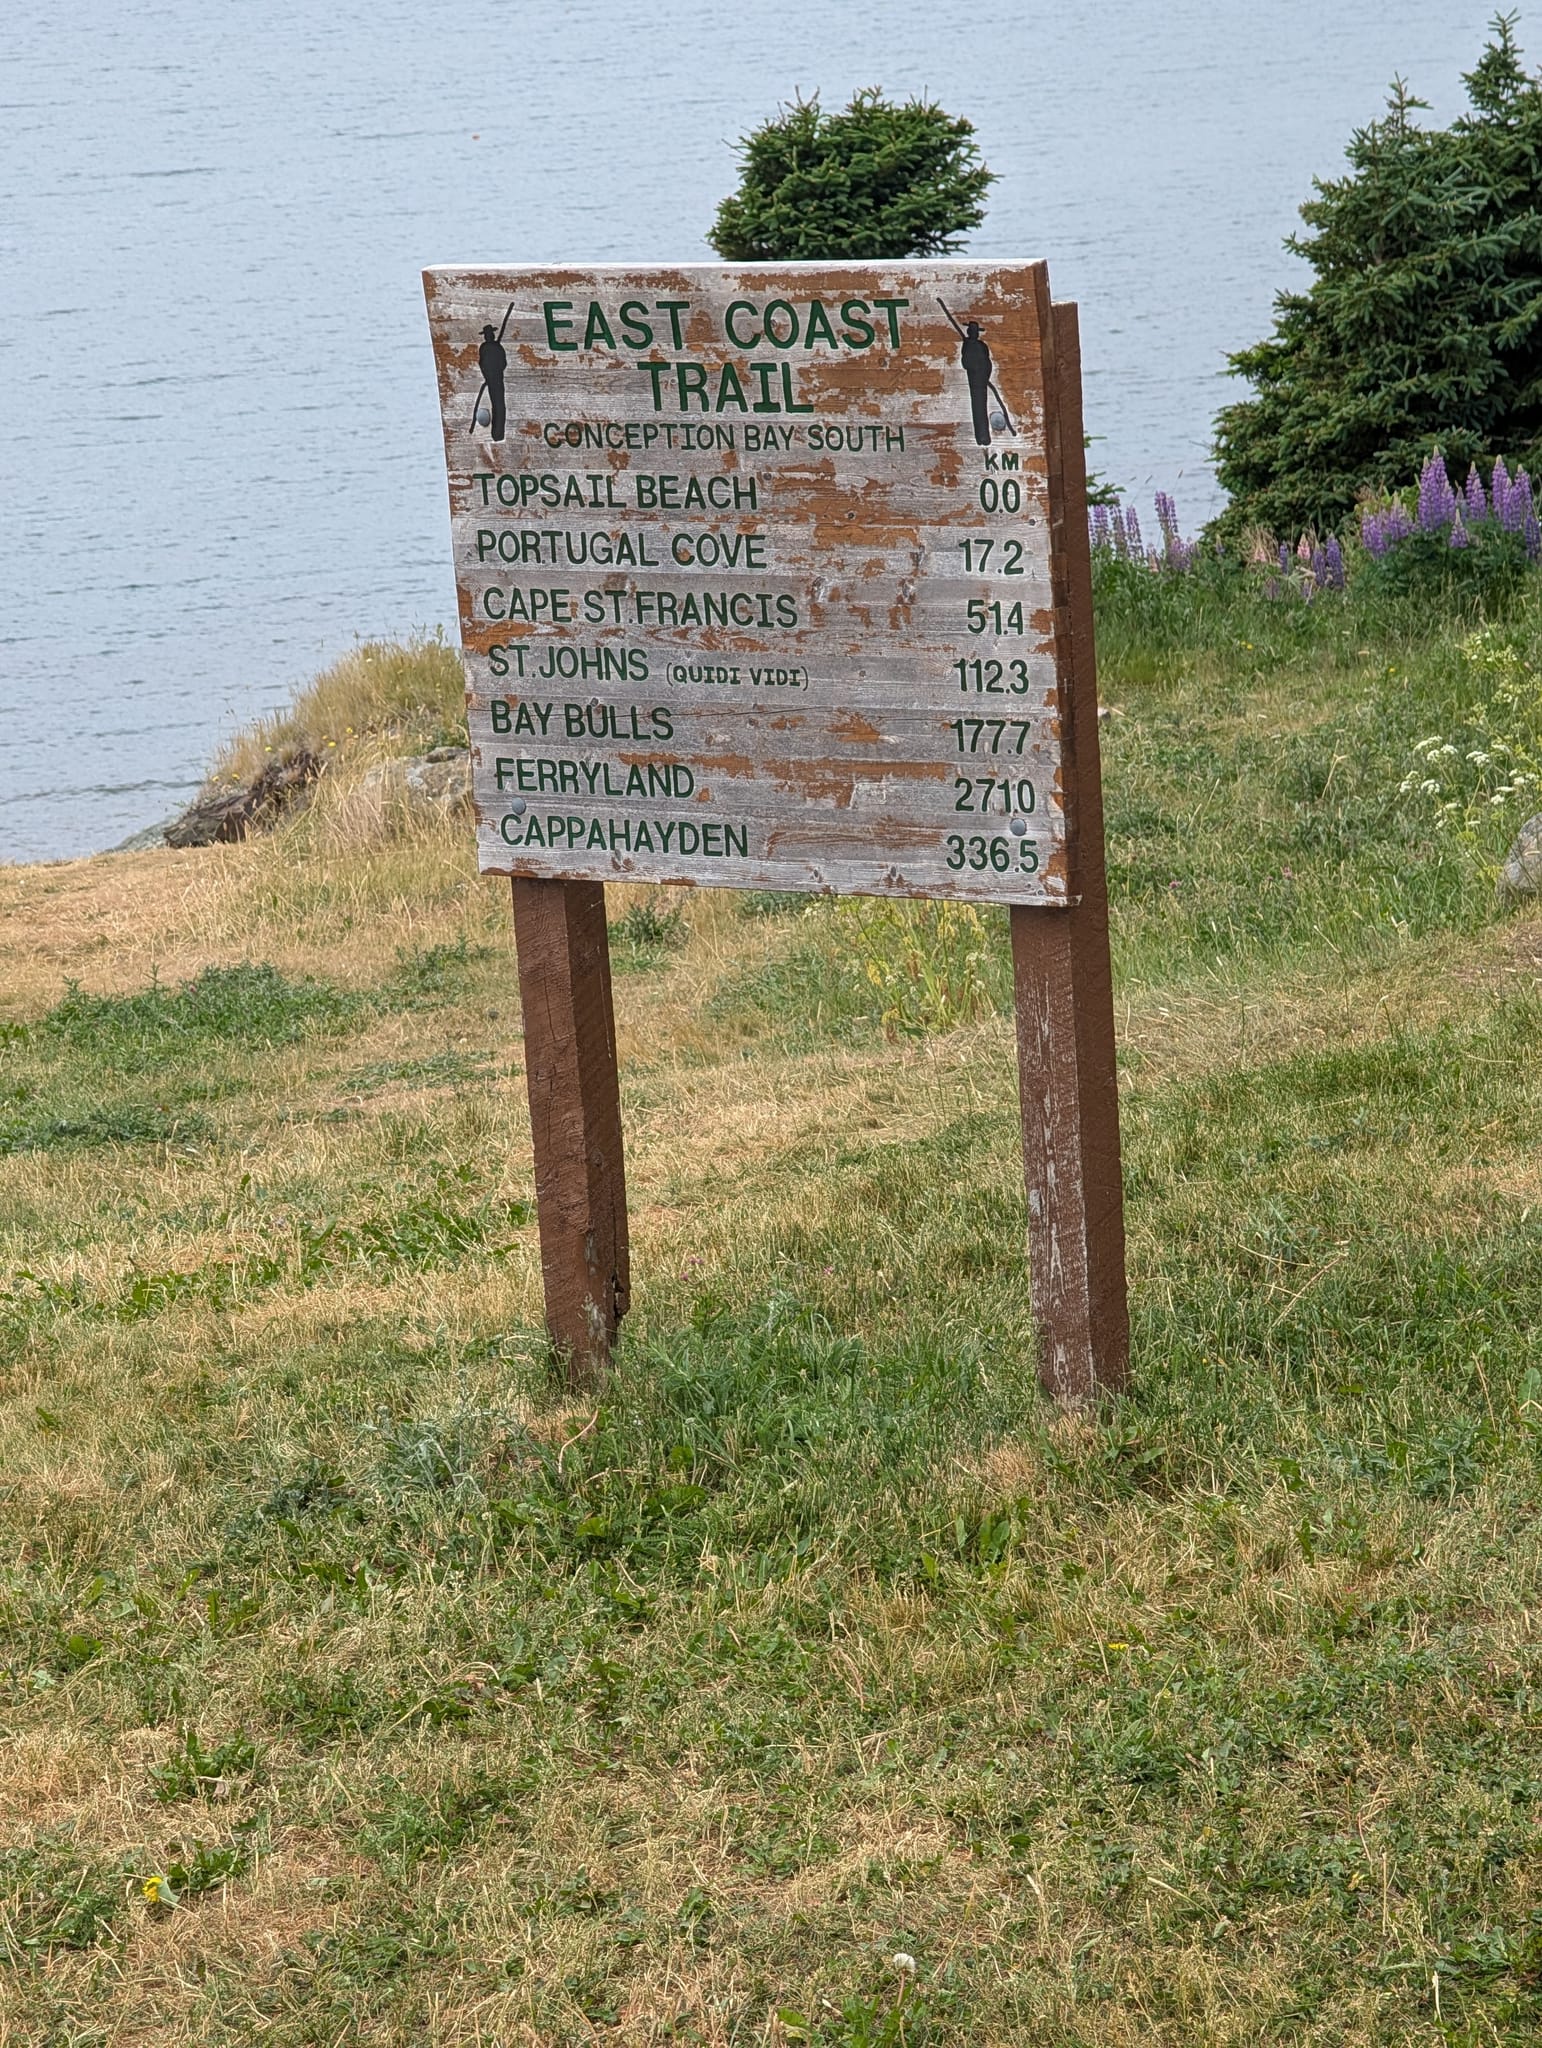 EAST COAST
TRAIL
CONCEPTION BAY SOUTH
KM
TOPSAIL BEACH 0.0
PORTUGAL COVE 17.2
CAPE ST. FRANCIS 51.4
ST. JOHNS (QUIDI VIDI) 112.3
BAY BULLS 177.7
FERRYLAND 271.0
CAPPAHAYDEN 336.5